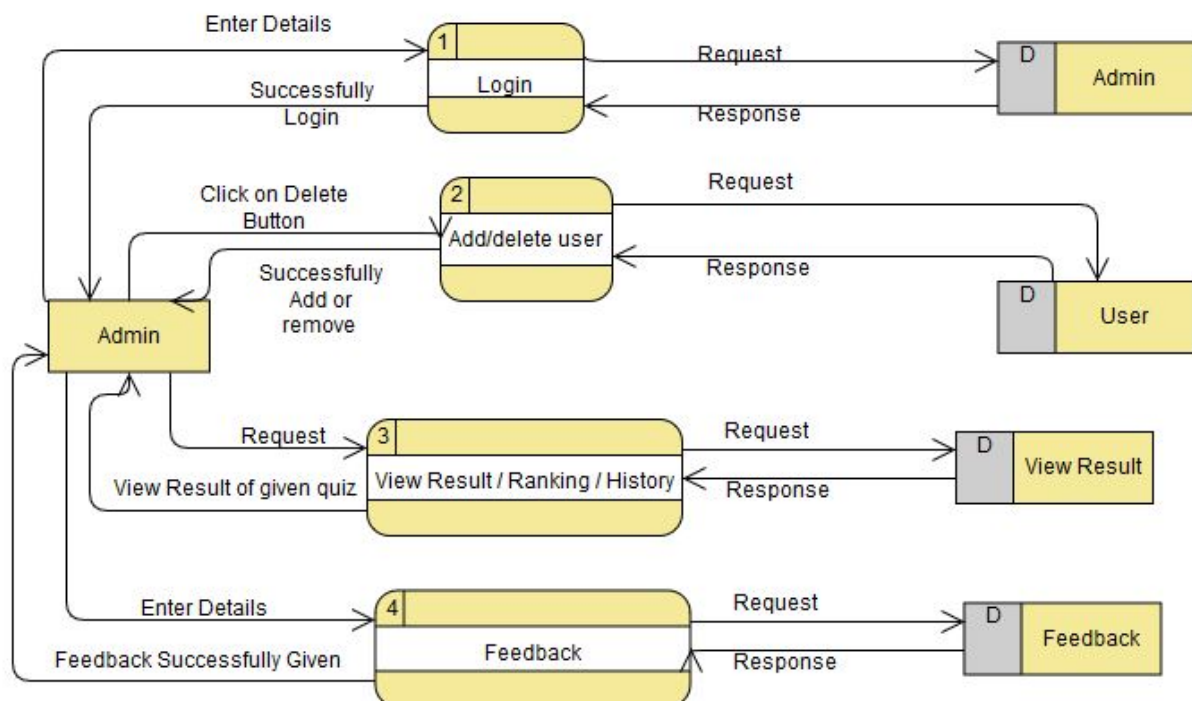 Enter Details
1
Login
Request
D
Admin
Successfully
Login
Response
Click on Delete
Button
2
Add/delete user
Request
Successfully
Add or
remove
Response
D
User
Admin
Request
3
View Result / Ranking / History
Request
D
View Result
View Result of given quiz
Response
Enter Details
4
Feedback
Request
D
Feedback
Feedback Successfully Given
Response